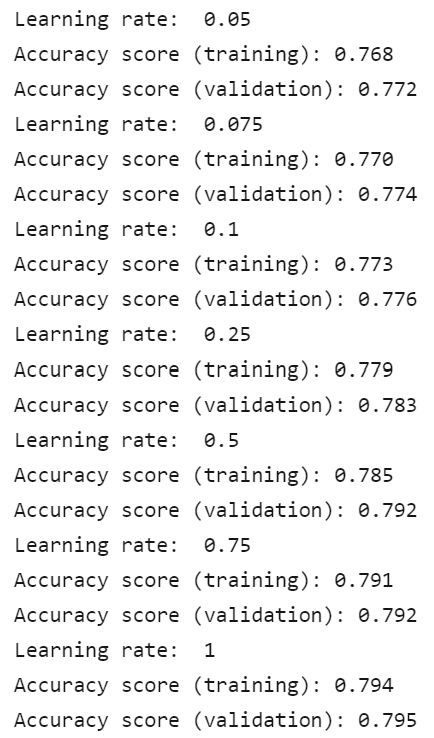 Learning rate:  0.05
Accuracy score (training): 0.768
Accuracy score (validation): 0.772
Learning rate:  0.075
Accuracy score (training): 0.770
Accuracy score (validation): 0.774
Learning rate:  0.1
Accuracy score (training): 0.773
Accuracy score (validation): 0.776
Learning rate:  0.25
Accuracy score (training): 0.779
Accuracy score (validation): 0.783
Learning rate:  0.5
Accuracy score (training): 0.785
Accuracy score (validation): 0.792
Learning rate:  0.75
Accuracy score (training): 0.791
Accuracy score (validation): 0.792
Learning rate:  1
Accuracy score (training): 0.794
Accuracy score (validation): 0.795